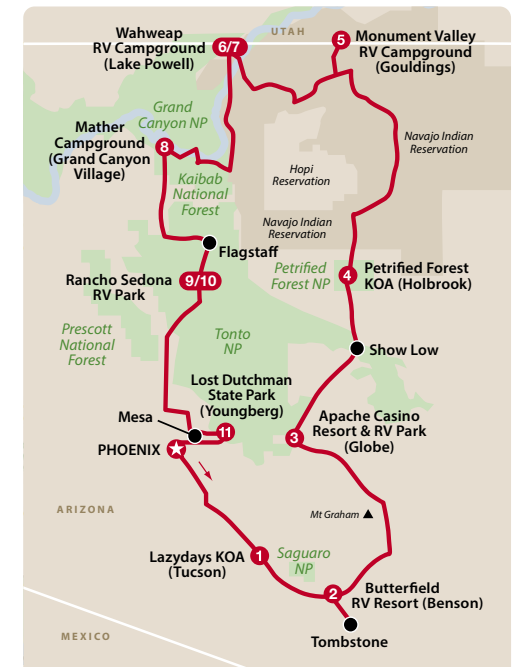 UTAH
Wahweap
RV Campground
(Lake Powell)
6/7
5
Monument Valley
RV Campground
(Gouldings)
Grand
Canyon NP
Mather
Campground
(Grand Canyon
Village)
8
Navajo Indian
Reservation
Hopi
Reservation
Kaibab
National
Forest
Navajo Indian
Reservation
Flagstaff
Petrified
Forest NP
4
Petrified Forest
KOA (Holbrook)
Rancho Sedona
RV Park
9/10
Prescott
National
Forest
Tonto
NP
Show Low
Lost Dutchman
State Park
(Youngberg)
Mesa
11
PHOENIX
3
Apache Casino
Resort & RV Park
(Globe)
ARIZONA
Mt Graham
Lazydays KOA
(Tucson)
1
Saguaro
NP
2
Butterfield
RV Resort (Benson)
MEXICO
Tombstone